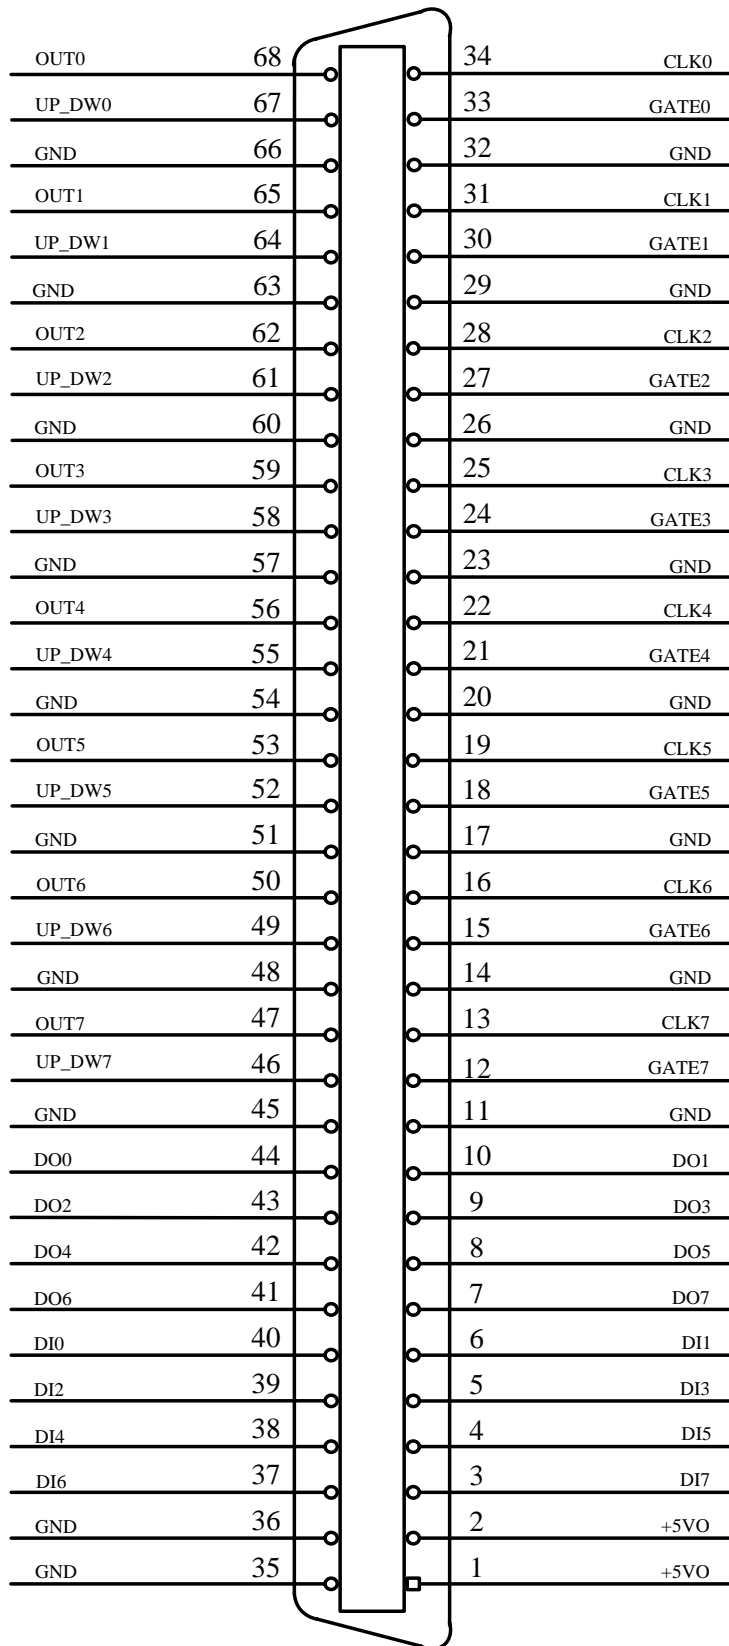 OUT0 68 34 CLK0
UP_DW0 67 33 GATE0
GND 66 32 GND
OUT1 65 31 CLK1
UP_DW1 64 30 GATE1
GND 63 29 GND
OUT2 62 28 CLK2
UP_DW2 61 27 GATE2
GND 60 26 GND
OUT3 59 25 CLK3
UP_DW3 58 24 GATE3
GND 57 23 GND
OUT4 56 22 CLK4
UP_DW4 55 21 GATE4
GND 54 20 GND
OUT5 53 19 CLK5
UP_DW5 52 18 GATE5
GND 51 17 GND
OUT6 50 16 CLK6
UP_DW6 49 15 GATE6
GND 48 14 GND
OUT7 47 13 CLK7
UP_DW7 46 12 GATE7
GND 45 11 GND
DO0 44 10 DO1
DO2 43 9 DO3
DO4 42 8 DO5
DO6 41 7 DO7
DI0 40 6 DI1
DI2 39 5 DI3
DI4 38 4 DI5
DI6 37 3 DI7
GND 36 2 +5VO
GND 35 1 +5VO